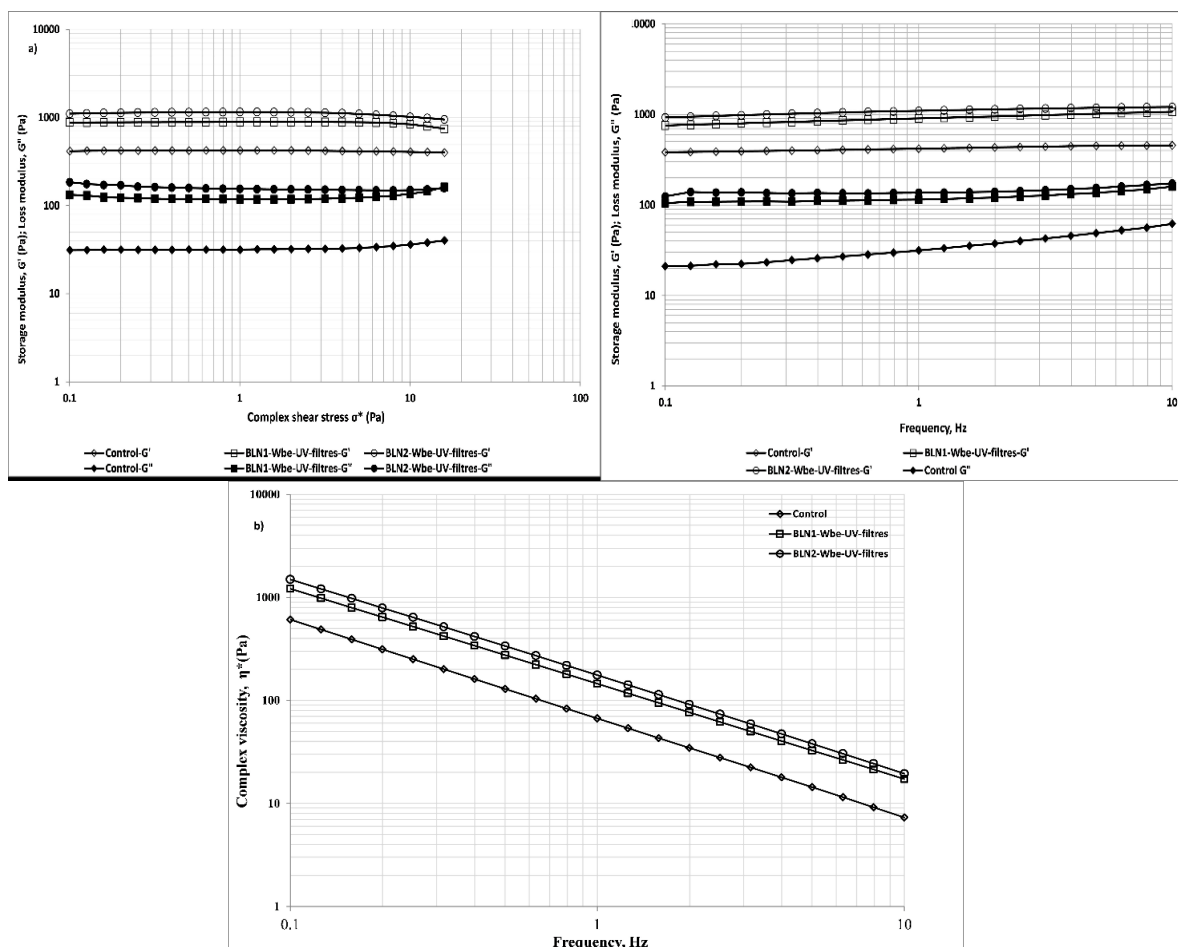 a)
Storage modulus, G' (Pa); Loss modulus, G'' (Pa)
10000
1000
100
10
1
0.1 1 10 100
Complex shear stress σ* (Pa)
Control-G' BLN1-Wbe-UV-filtres-G' BLN2-Wbe-UV-filtres-G'
Control-G'' BLN1-Wbe-UV-filtres-G'' BLN2-Wbe-UV-filtres-G''
Storage modulus, G' (Pa); Loss modulus, G'' (Pa)
.0000
1000
100
10
1
0.1 1 10
Frequency, Hz
Control-G' BLN1-Wbe-UV-filtres-G'
BLN2-Wbe-UV-filtres-G' Control G''
b)
Complex viscosity, η*(Pa)
10000
1000
100
10
1
0.1 1 10
Frequency, Hz
Control
BLN1-Wbe-UV-filtres
BLN2-Wbe-UV-filtres